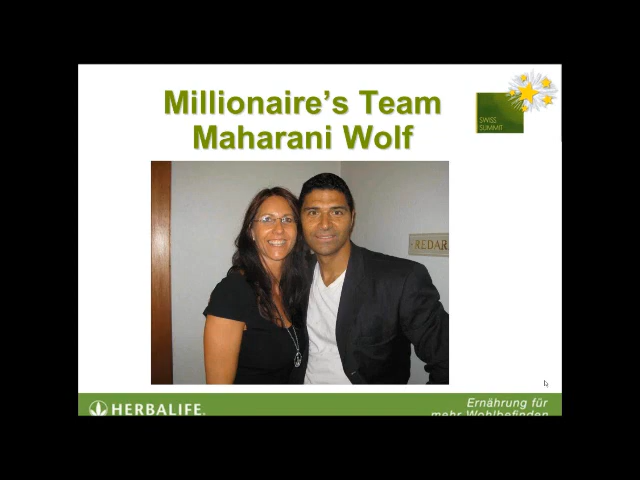 Millionaire's Team
Maharani Wolf
SWISS
SUMMIT
REDAR
HERBALIFE.
Ernährung für
mehr Wohlbefinden